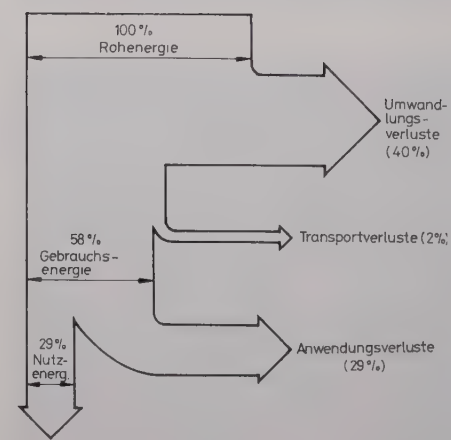 100%
Rohenergie
Umwand-
lungs-
verluste
(40%)
58%
Gebrauchs-
energie
Transportverluste (2%)
29%
Nutz-
energ.
Anwendungsverluste
(29%)